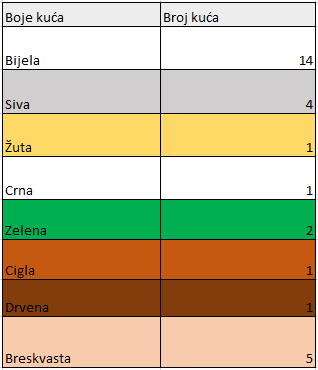 Boje kuća Broj kuća
Bijela 14
Siva 4
Žuta 1
Crna 1
Zelena 2
Cigla 1
Drvena 1
Breskvasta 5